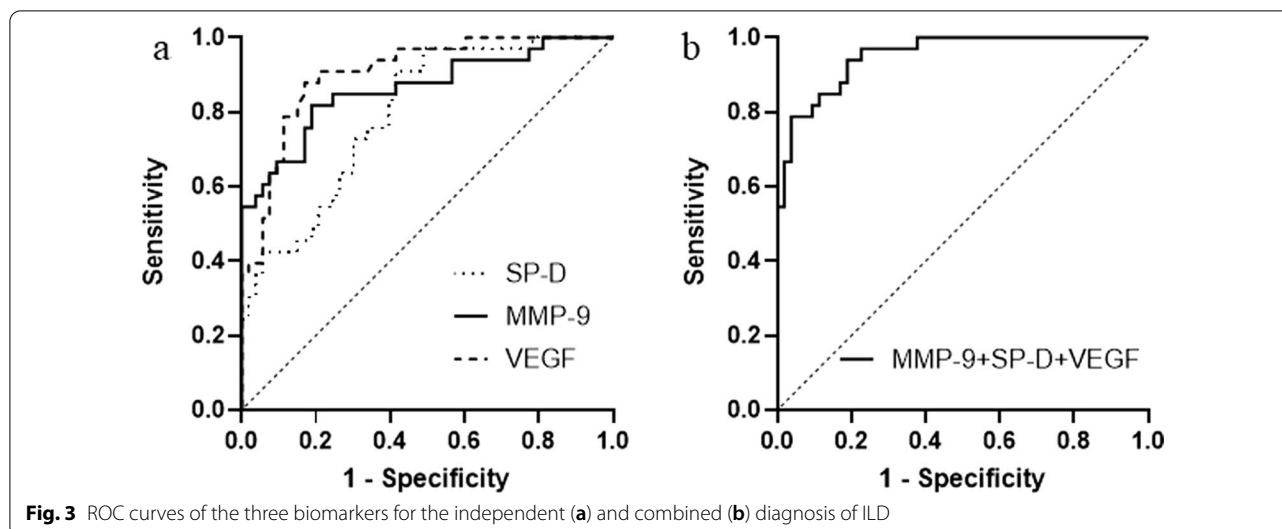 a
1.0
0.8
0.6
0.4
0.2
0.0
Sensitivity
SP-D
MMP-9
VEGF
0.0 0.2 0.4 0.6 0.8 1.0
1 - Specificity
b
1.0
0.8
0.6
0.4
0.2
0.0
Sensitivity
MMP-9+SP-D+VEGF
0.0 0.2 0.4 0.6 0.8 1.0
1 - Specificity
Fig. 3 ROC curves of the three biomarkers for the independent (a) and combined (b) diagnosis of ILD